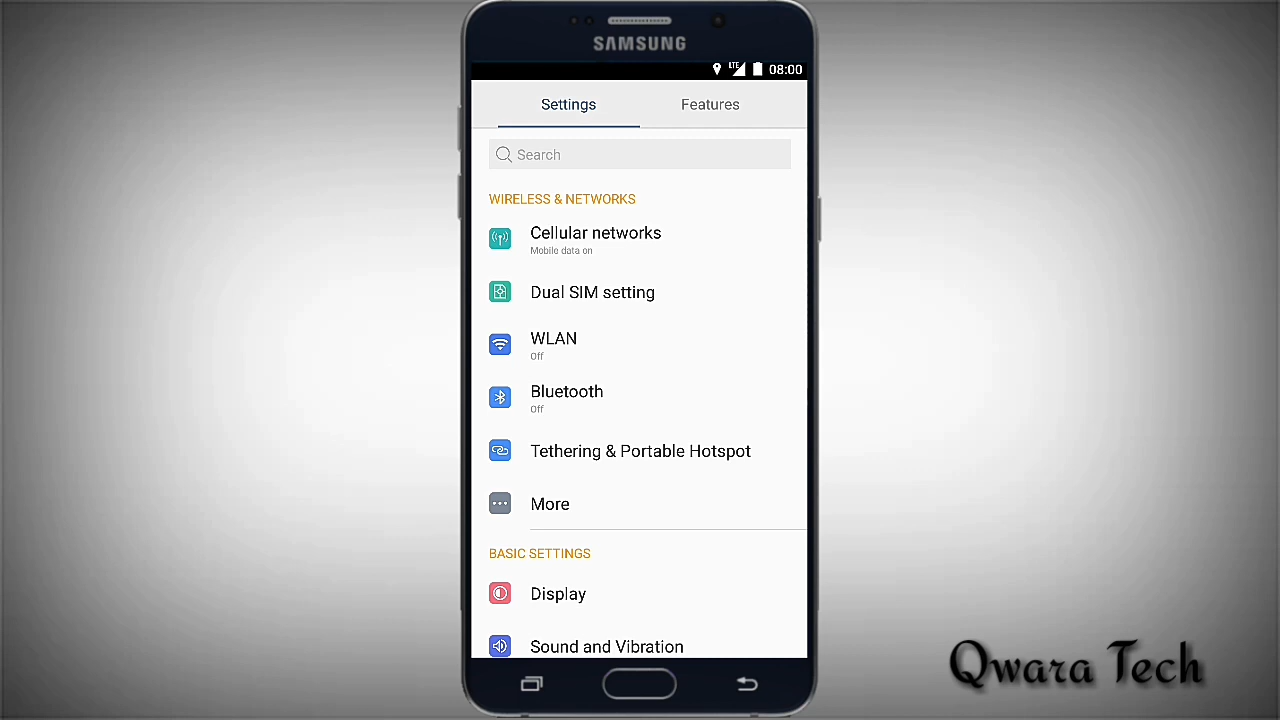 SAMSUNG
LTE 08:00
Settings Features
Search
WIRELESS & NETWORKS
Cellular networks
Mobile data on
Dual SIM setting
WLAN
Off
Bluetooth
Off
Tethering & Portable Hotspot
More
BASIC SETTINGS
Display
Sound and Vibration
Qwara Tech